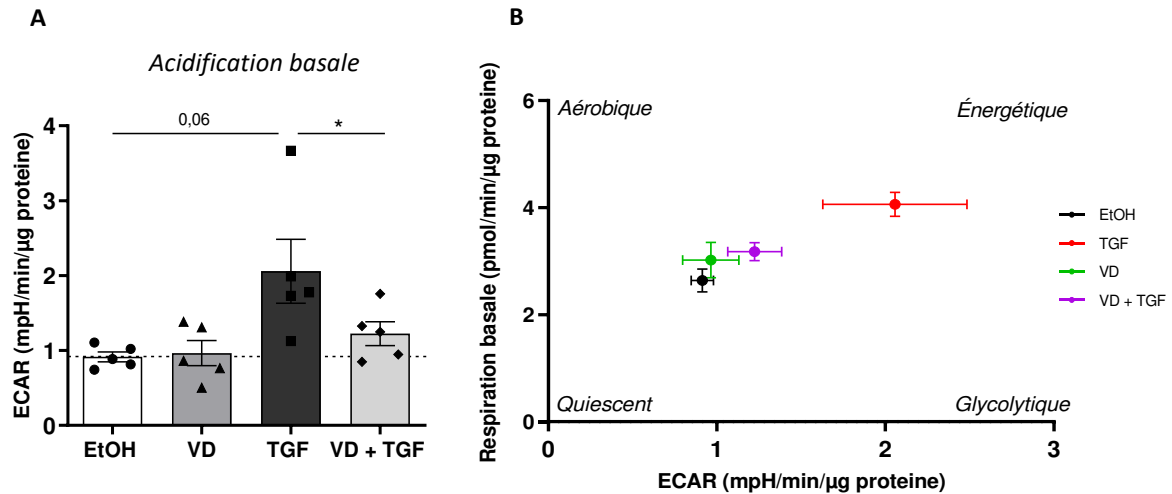 A
Acidification basale
0,06
*
4
3
2
1
0
ECAR (mpH/min/µg proteine)
EtOH VD TGF VD + TGF
B
Respiration basale (pmol/min/µg proteine)
6
4
2
0
Aérobique Énergétique
Quiescent Glycolytique
0 1 2 3
ECAR (mpH/min/µg proteine)
EtOH
TGF
VD
VD + TGF